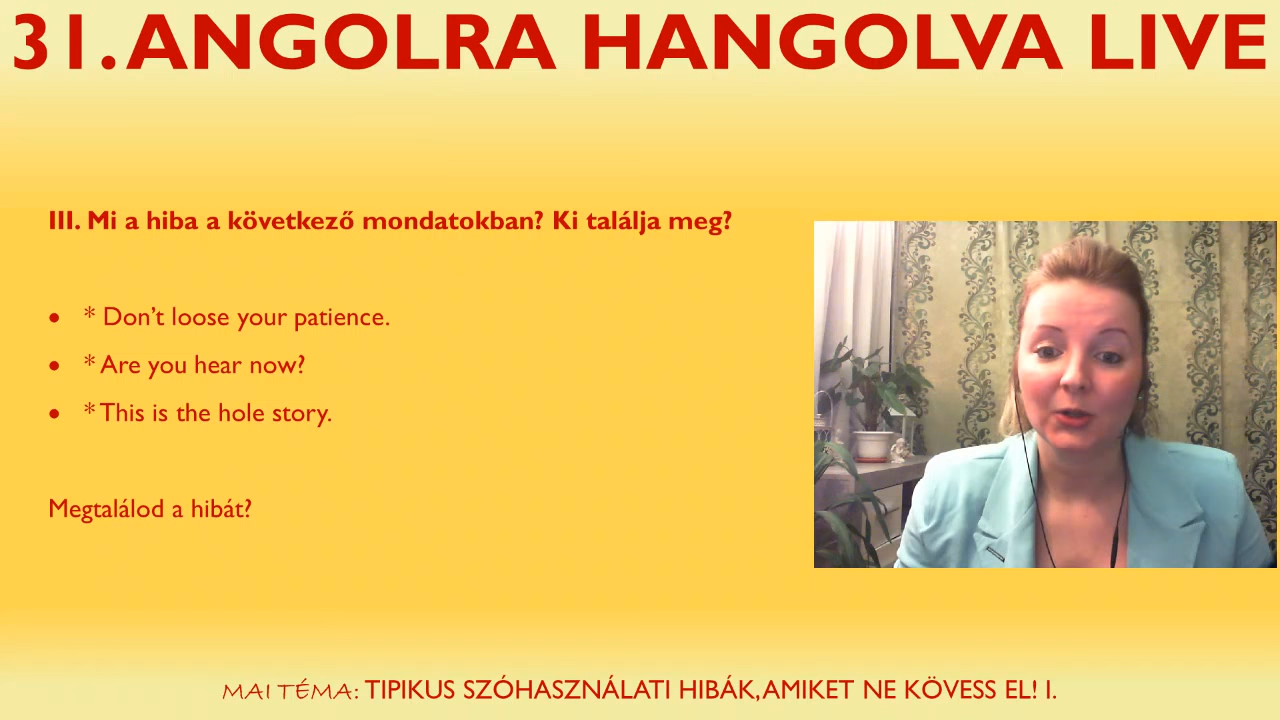 31. ANGOLRA HANGOLVA LIVE
III. Mi a hiba a következő mondatokban? Ki találja meg?
• * Don’t loose your patience.
• * Are you hear now?
• * This is the hole story.
Megtalálod a hibát?
MAI TÉMA: TIPIKUS SZÓHASZNÁLATI HIBÁK, AMIKET NE KÖVESS EL! I.